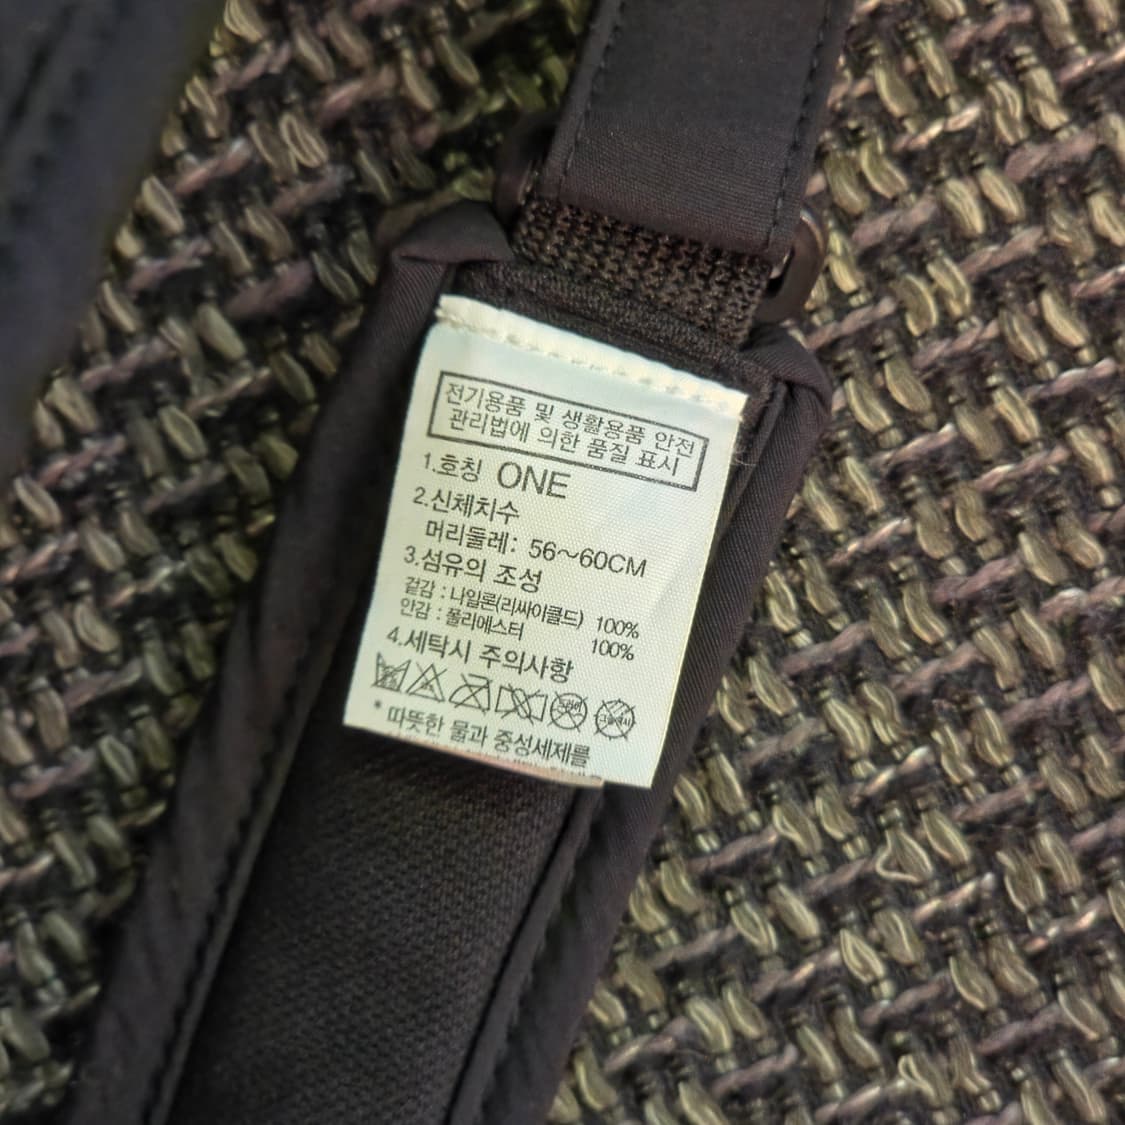 전기용품 및 생활용품 안전
관리법에 의한 품질 표시
1.호칭 ONE
2.신체치수
머리둘레: 56~60CM
3.섬유의 조성
겉감 : 나일론(리싸이클드) 100%
안감 : 폴리에스터 100%
4.세탁시 주의사항
* 따뜻한 물과 중성세제를